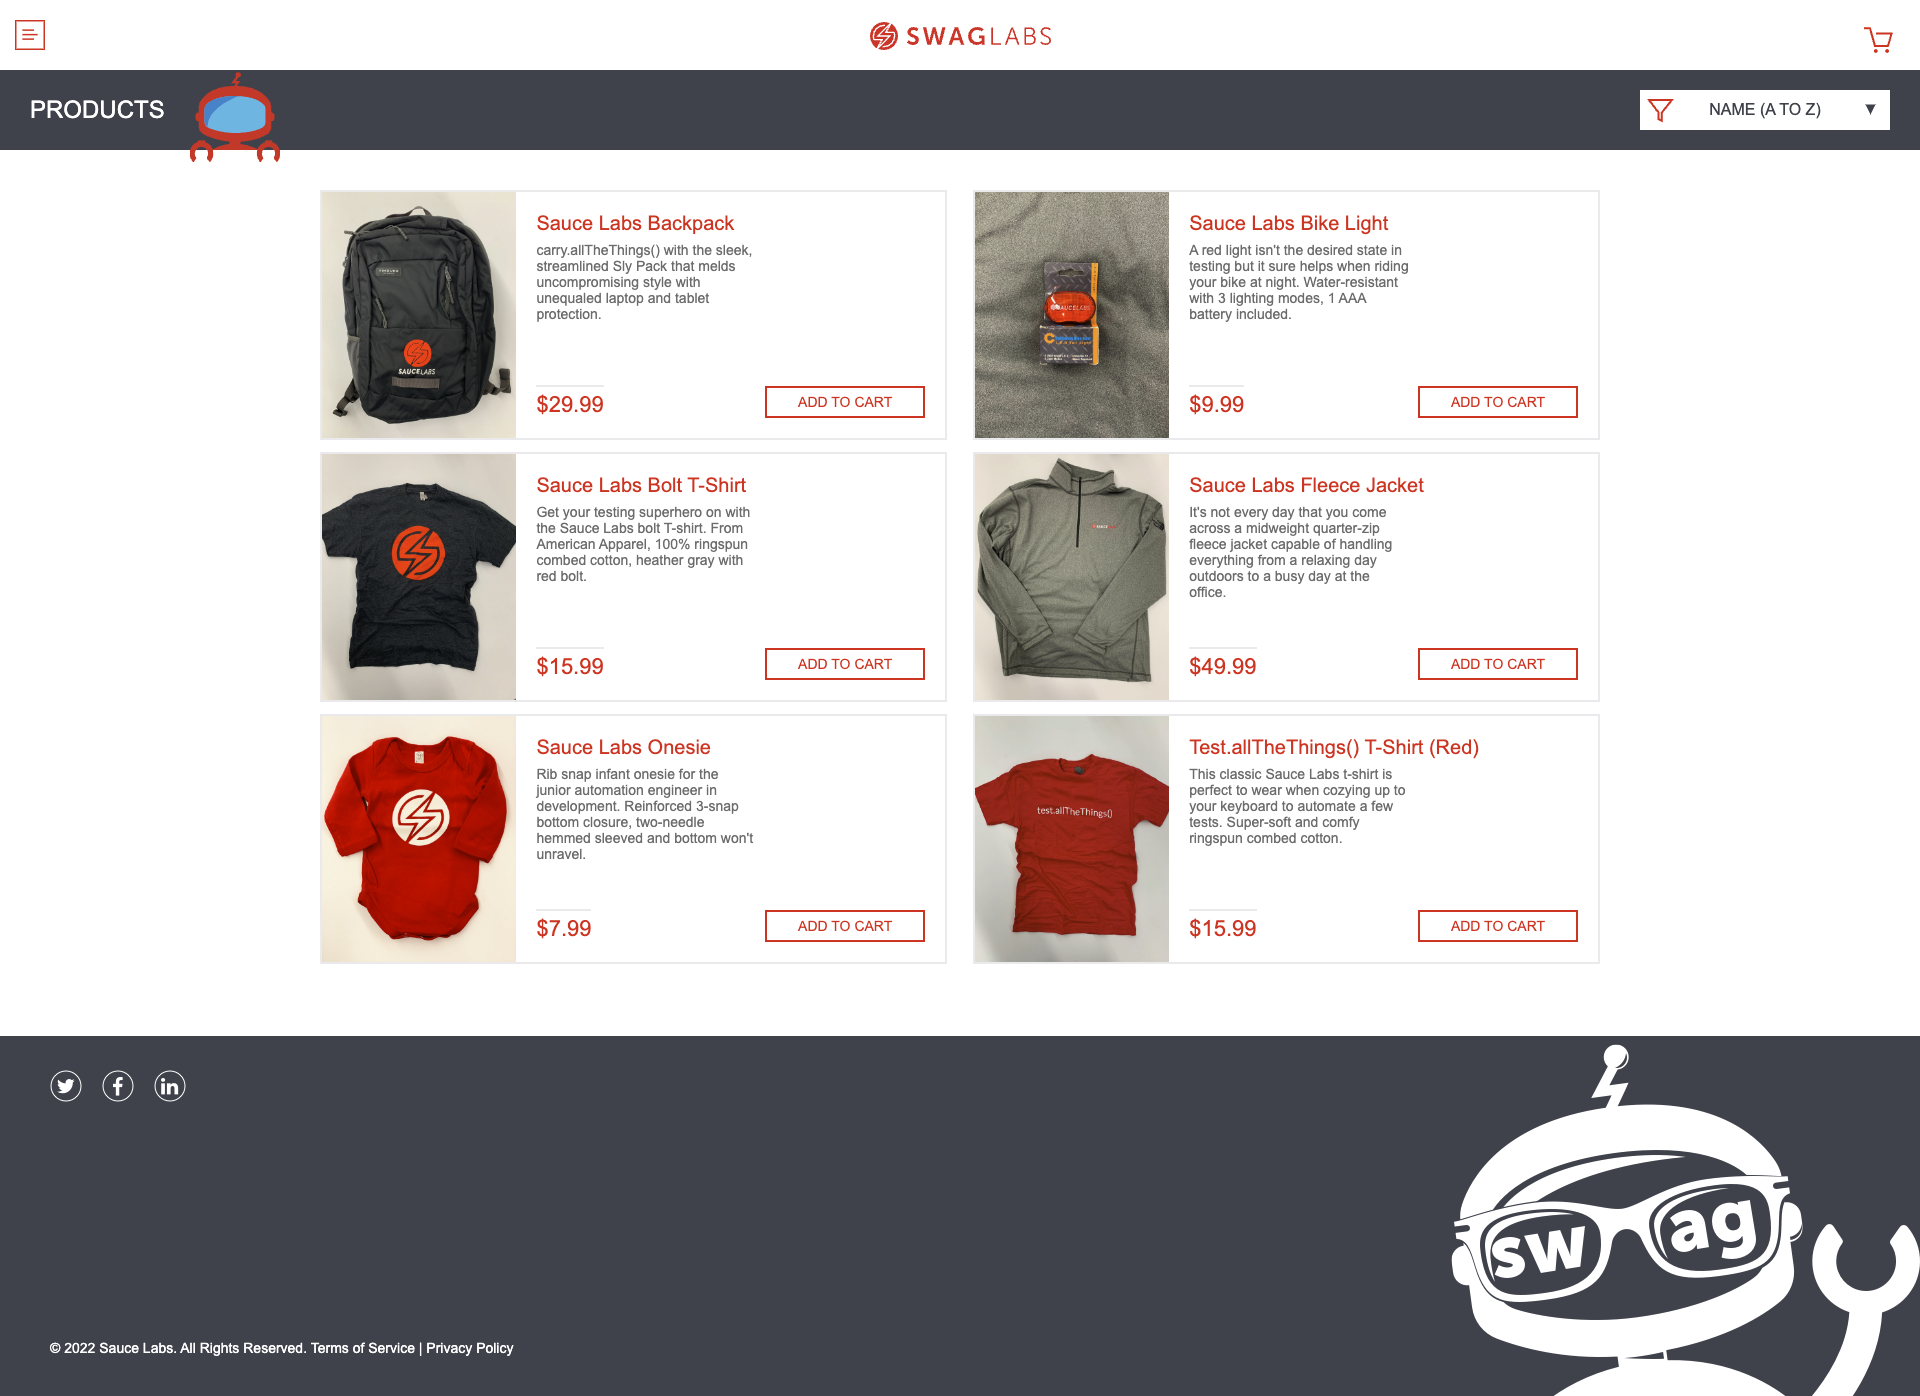 SWAGLABS
PRODUCTS
NAME (A TO Z) ▼
Sauce Labs Backpack
carry.allTheThings() with the sleek,
streamlined Sly Pack that melds
uncompromising style with
unequaled laptop and tablet
protection.
SAUCELABS
$29.99
ADD TO CART
Sauce Labs Bike Light
A red light isn't the desired state in
testing but it sure helps when riding
your bike at night. Water-resistant
with 3 lighting modes, 1 AAA
battery included.
SAUCELABS
$9.99
ADD TO CART
Sauce Labs Bolt T-Shirt
Get your testing superhero on with
the Sauce Labs bolt T-shirt. From
American Apparel, 100% ringspun
combed cotton, heather gray with
red bolt.
$15.99
ADD TO CART
Sauce Labs Fleece Jacket
It's not every day that you come
across a midweight quarter-zip
fleece jacket capable of handling
everything from a relaxing day
outdoors to a busy day at the
office.
$49.99
ADD TO CART
Sauce Labs Onesie
Rib snap infant onesie for the
junior automation engineer in
development. Reinforced 3-snap
bottom closure, two-needle
hemmed sleeved and bottom won't
unravel.
$7.99
ADD TO CART
Test.allTheThings() T-Shirt (Red)
This classic Sauce Labs t-shirt is
perfect to wear when cozying up to
your keyboard to automate a few
tests. Super-soft and comfy
ringspun combed cotton.
test.allTheThings()
$15.99
ADD TO CART
sw ag
© 2022 Sauce Labs. All Rights Reserved. Terms of Service | Privacy Policy